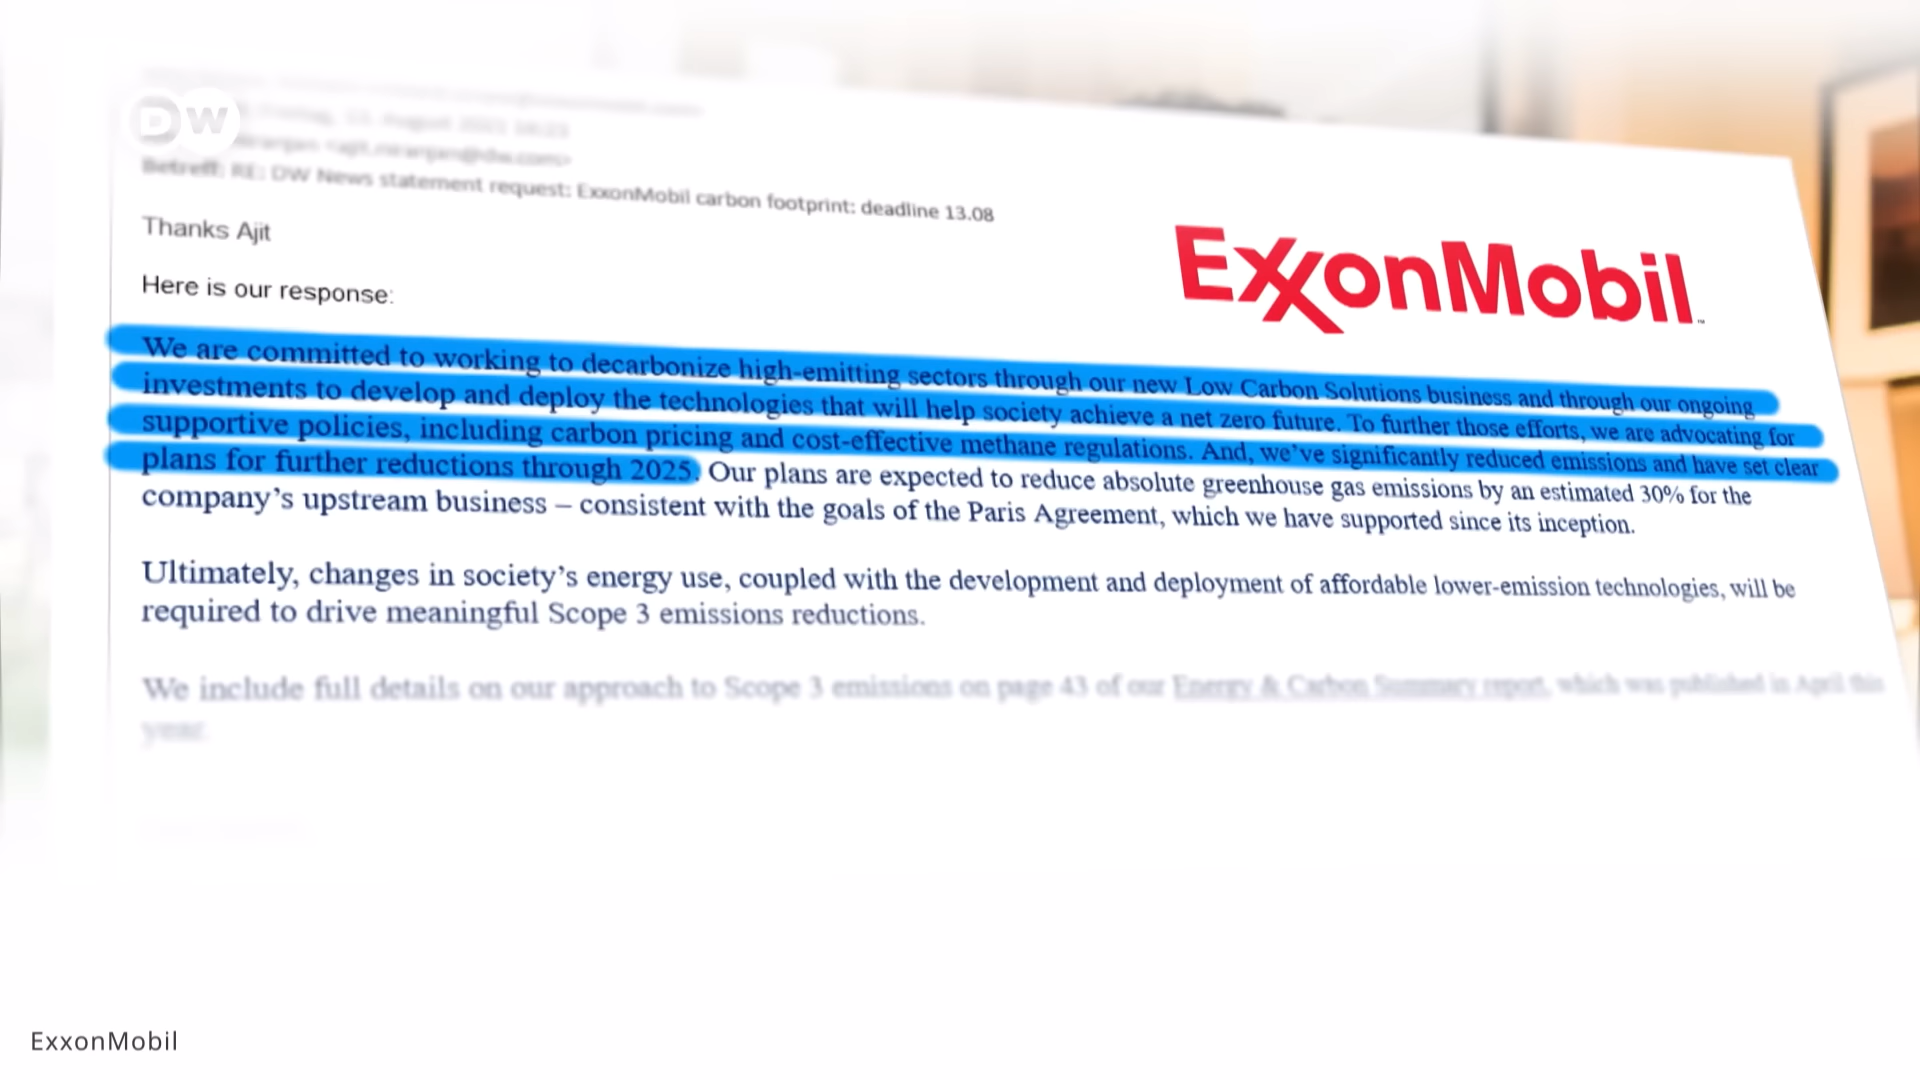 DW
August 2021
Betreff: RE: DW News statement request: ExxonMobil carbon footprint: deadline 13.08
Thanks Ajit
Here is our response:
ExxonMobil
We are committed to working to decarbonize high-emitting sectors through our new Low Carbon Solutions business and through our ongoing
investments to develop and deploy the technologies that will help society achieve a net zero future. To further those efforts, we are advocating for
supportive policies, including carbon pricing and cost-effective methane regulations. And, we’ve significantly reduced emissions and have set clear
plans for further reductions through 2025. Our plans are expected to reduce absolute greenhouse gas emissions by an estimated 30% for the
company’s upstream business – consistent with the goals of the Paris Agreement, which we have supported since its inception.
Ultimately, changes in society’s energy use, coupled with the development and deployment of affordable lower-emission technologies, will be
required to drive meaningful Scope 3 emissions reductions.
We include full details on our approach to Scope 3 emissions on page 43 of our Energy & Carbon Summary report, which was published in April this
year.
ExxonMobil